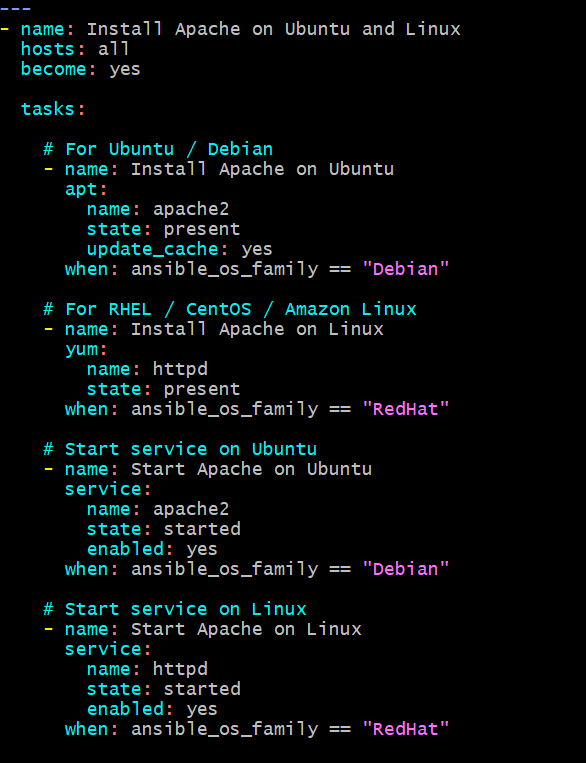 ---
- name: Install Apache on Ubuntu and Linux
  hosts: all
  become: yes

  tasks:

    # For Ubuntu / Debian
    - name: Install Apache on Ubuntu
      apt:
        name: apache2
        state: present
        update_cache: yes
      when: ansible_os_family == "Debian"

    # For RHEL / CentOS / Amazon Linux
    - name: Install Apache on Linux
      yum:
        name: httpd
        state: present
      when: ansible_os_family == "RedHat"

    # Start service on Ubuntu
    - name: Start Apache on Ubuntu
      service:
        name: apache2
        state: started
        enabled: yes
      when: ansible_os_family == "Debian"

    # Start service on Linux
    - name: Start Apache on Linux
      service:
        name: httpd
        state: started
        enabled: yes
      when: ansible_os_family == "RedHat"